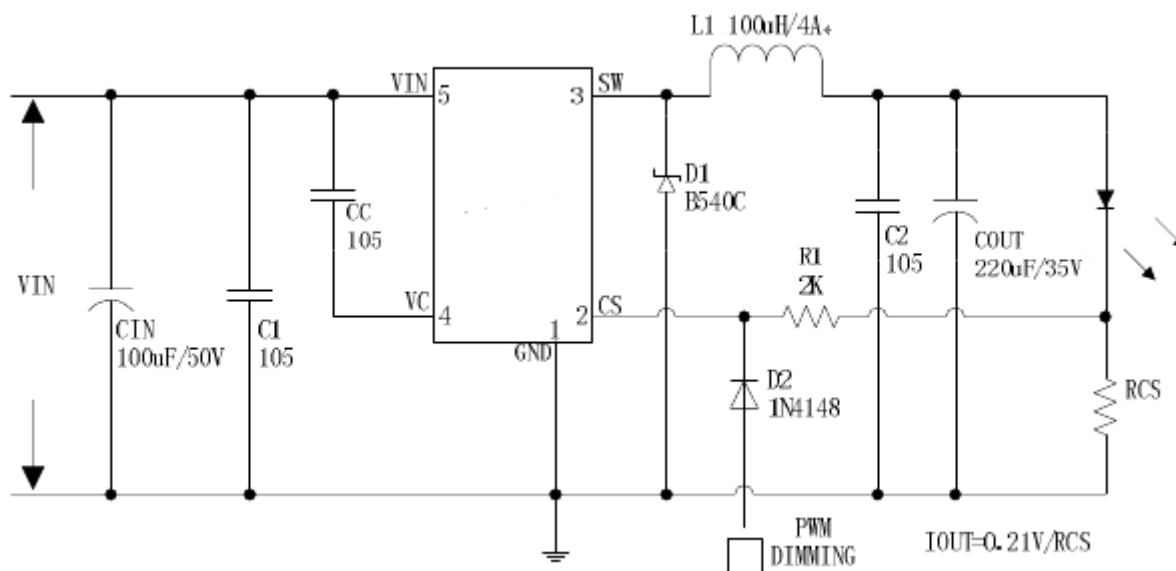 L1 100uH/4A
VIN
5
3
SW
D1
B540C
CC
105
C2
105
COUT
220uF/35V
R1
2K
VIN
VC
4
1
2
CS
GND
CIN
100uF/50V
C1
105
D2
1N4148
RCS
PWM
DIMMING
IOUT=0.21V/RCS